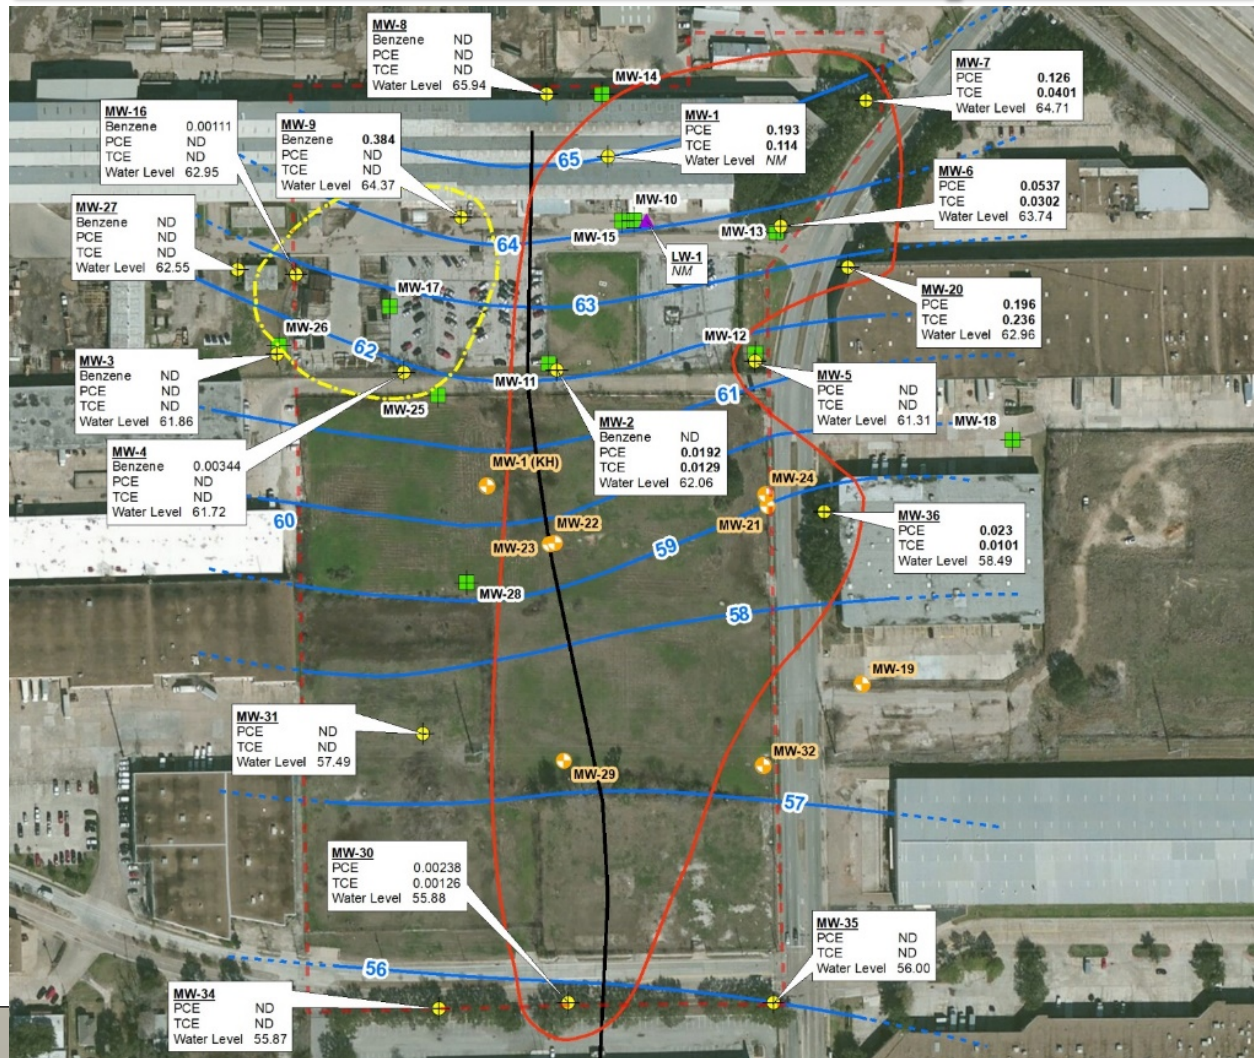 MW-8
Benzene ND
PCE ND
TCE ND
Water Level 65.94
MW-14
MW-7
PCE 0.126
TCE 0.0401
Water Level 64.71
MW-16
Benzene 0.00111
PCE ND
TCE ND
Water Level 62.95
MW-9
Benzene 0.384
PCE ND
TCE ND
Water Level 64.37
MW-1
PCE 0.193
TCE 0.114
Water Level NM
65
MW-6
PCE 0.0537
TCE 0.0302
Water Level 63.74
MW-27
Benzene ND
PCE ND
TCE ND
Water Level 62.55
MW-10
MW-15
MW-13
64
LW-1
NM
MW-20
PCE 0.196
TCE 0.236
Water Level 62.96
MW-17
63
MW-26
MW-12
62
MW-3
Benzene ND
PCE ND
TCE ND
Water Level 61.86
MW-11
MW-5
PCE ND
TCE ND
Water Level 61.31
61
MW-25
MW-18
MW-2
Benzene ND
PCE 0.0192
TCE 0.0129
Water Level 62.06
MW-4
Benzene 0.00344
PCE ND
TCE ND
Water Level 61.72
MW-1 (KH)
MW-24
60
MW-22
MW-21
MW-23
59
MW-36
PCE 0.023
TCE 0.0101
Water Level 58.49
MW-28
58
MW-19
MW-31
PCE ND
TCE ND
Water Level 57.49
MW-32
MW-29
57
MW-30
PCE 0.00238
TCE 0.00126
Water Level 55.88
MW-35
PCE ND
TCE ND
Water Level 56.00
56
MW-34
PCE ND
TCE ND
Water Level 55.87